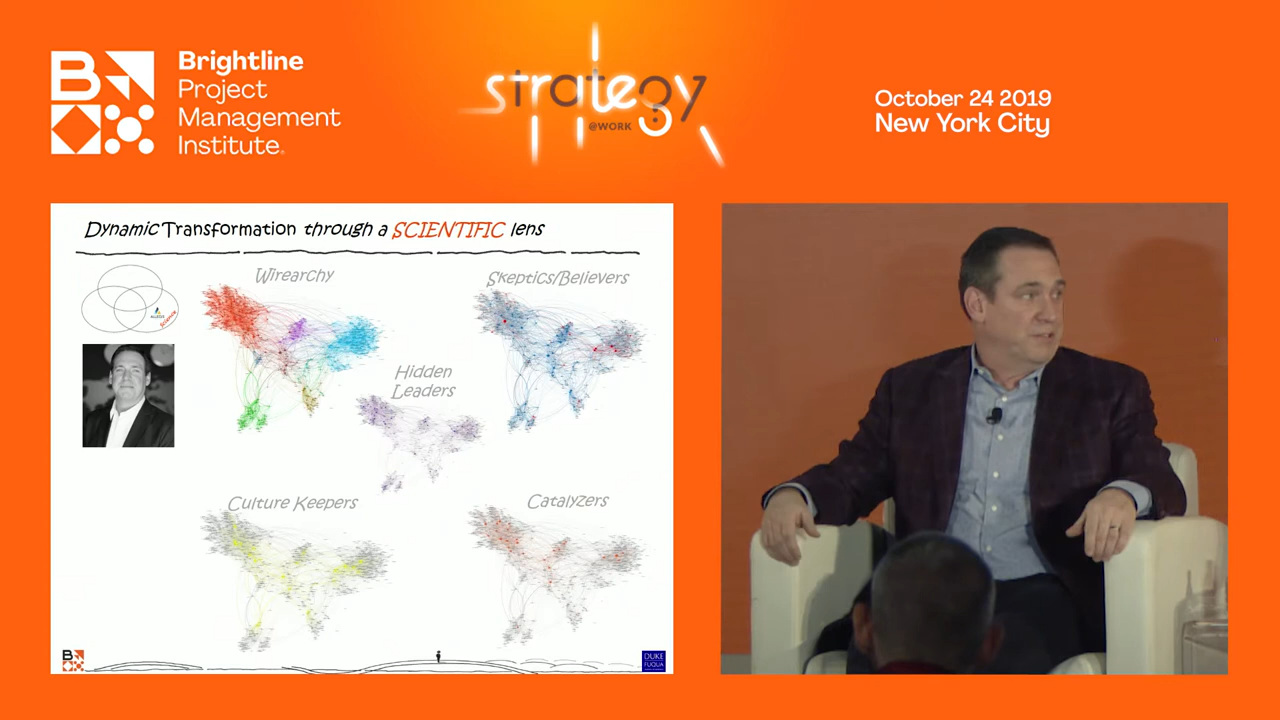 Brightline
Project
Management
Institute.
strategy
@WORK
October 24 2019
New York City
Dynamic Transformation through a SCIENTIFIC lens
Wirearchy
Skeptics/Believers
Hidden
Leaders
Culture Keepers
Catalyzers
Science
DUKE
FUQUA